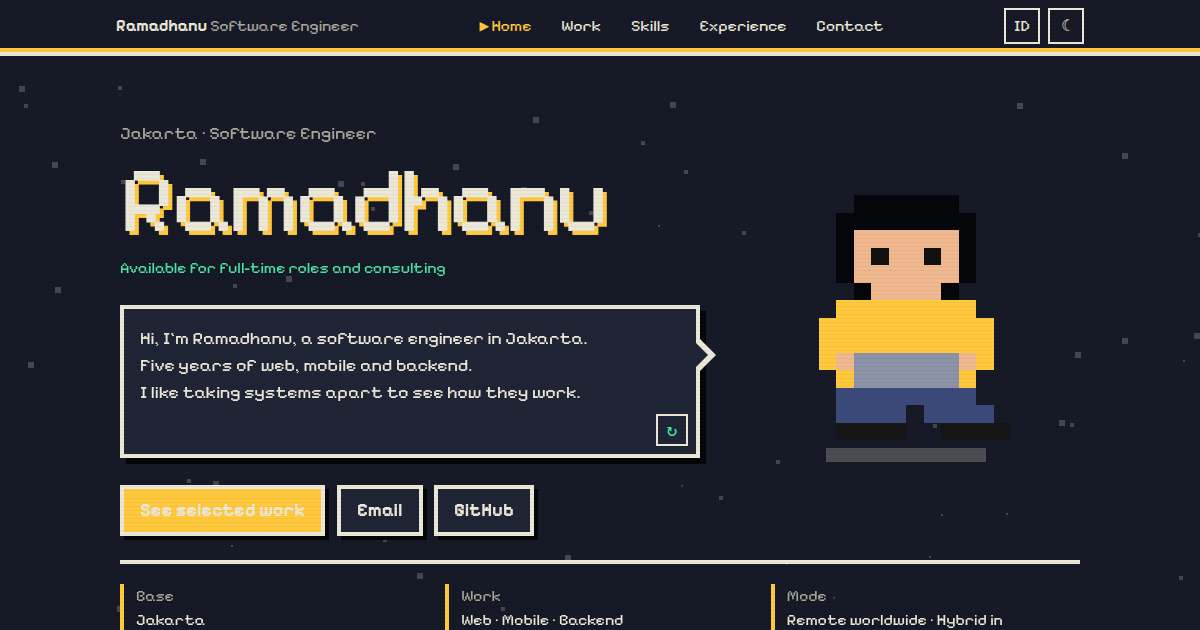 Ramadhanu Software Engineer
▶Home Work Skills Experience Contact
ID ☾
Jakarta · Software Engineer
Ramadhanu
Available for full-time roles and consulting
Hi, I'm Ramadhanu, a software engineer in Jakarta.
Five years of web, mobile and backend.
I like taking systems apart to see how they work.
↻
See selected work Email GitHub
Base Work Mode
Jakarta Web · Mobile · Backend Remote worldwide · Hybrid in